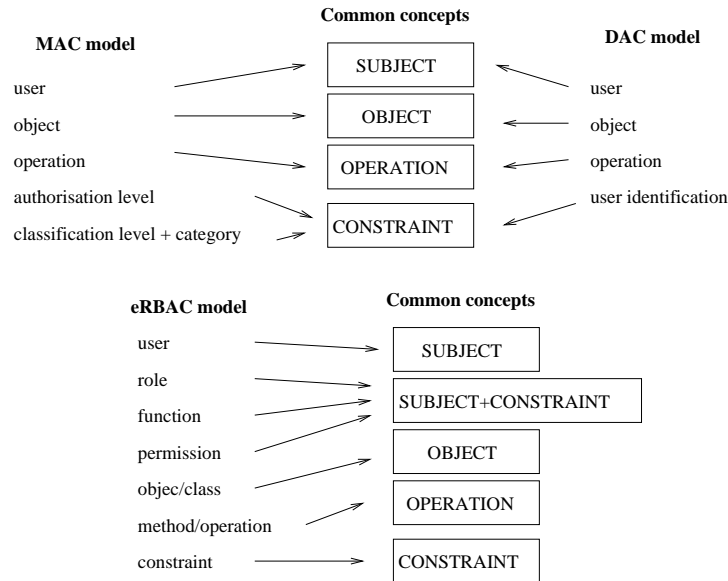 Common concepts
MAC model
DAC model
SUBJECT
user
user
OBJECT
object
object
operation
OPERATION
operation
authorisation level
user identification
CONSTRAINT
classification level + category
eRBAC model
Common concepts
user
SUBJECT
role
SUBJECT+CONSTRAINT
function
permission
OBJECT
objec/class
OPERATION
method/operation
constraint
CONSTRAINT